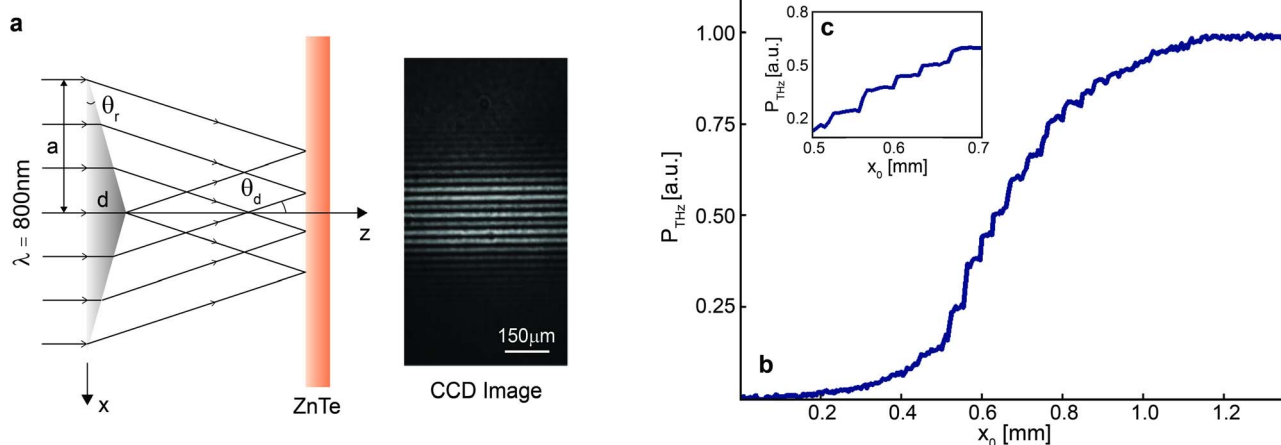 a
θr
a
d
θd
z
λ = 800nm
x
ZnTe
150μm
CCD Image
b
PTHz [a.u.]
1.00
0.75
0.50
0.25
0.2
0.4
0.6
0.8
1.0
1.2
x0 [mm]
c
PTHz [a.u.]
0.8
0.5
0.2
0.5
0.6
0.7
x0 [mm]